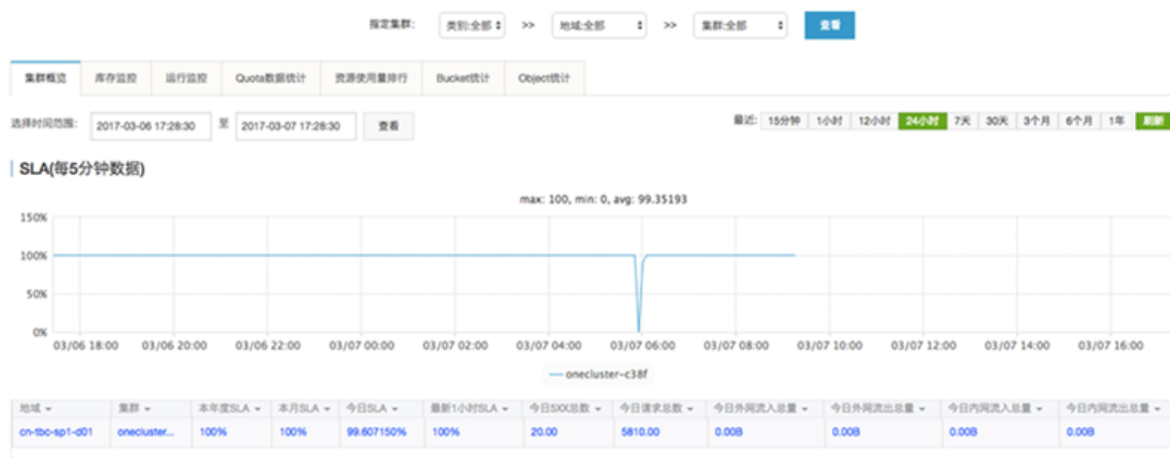 指定集群: 类别:全部 >> 地域:全部 >> 集群:全部 查看
集群概览 库存监控 运行监控 Quota数据统计 资源使用量排行 Bucket统计 Object统计
选择时间范围: 2017-03-06 17:28:30 至 2017-03-07 17:28:30 查看 最近: 15分钟 1小时 12小时 24小时 7天 30天 3个月 6个月 1年 刷新
SLA(每5分钟数据)
max: 100, min: 0, avg: 99.35193
150%
100%
50%
0%
03/06 18:00 03/06 20:00 03/06 22:00 03/07 00:00 03/07 02:00 03/07 04:00 03/07 06:00 03/07 08:00 03/07 10:00 03/07 12:00 03/07 14:00 03/07 16:00
onecluster-c38f
地域 集群 本年度SLA 本月SLA 今日SLA 最新1小时SLA 今日5XX总数 今日请求总数 今日外网流入总量 今日外网流出总量 今日内网流入总量 今日内网流出总量
cn-tbc-sp1-d01 onecluster... 100% 100% 99.607150% 100% 20.00 5810.00 0.00B 0.00B 0.00B 0.00B